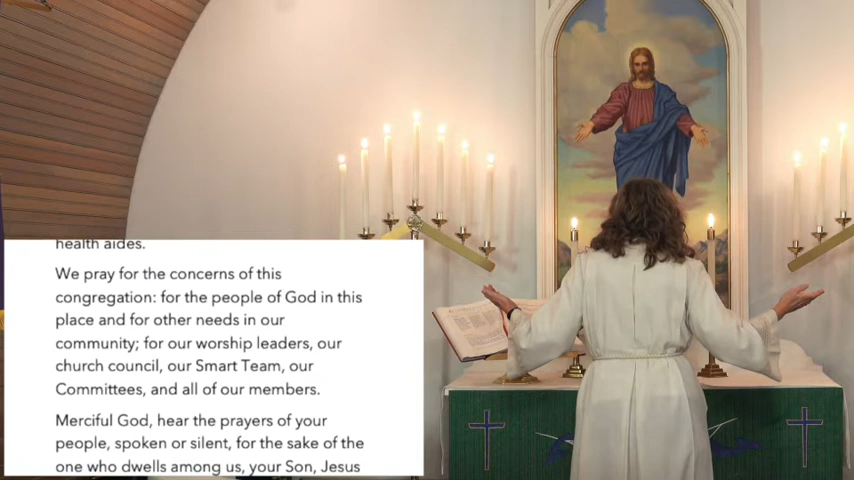 health aides.
We pray for the concerns of this
congregation: for the people of God in this
place and for other needs in our
community; for our worship leaders, our
church council, our Smart Team, our
Committees, and all of our members.
Merciful God, hear the prayers of your
people, spoken or silent, for the sake of the
one who dwells among us, your Son, Jesus